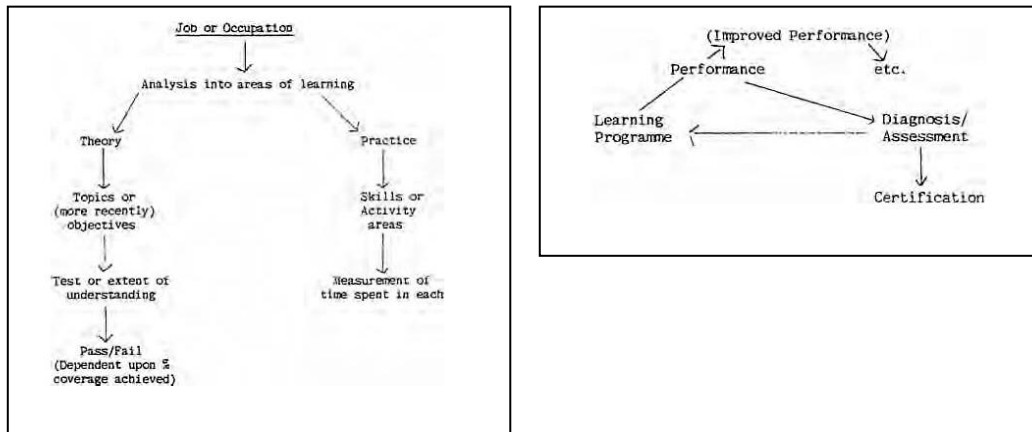 Job or Occupation
Analysis into areas of learning
Theory
Practice
Topics or
(more recently)
objectives
Skills or
Activity
areas
Test or extent of
understanding
Measurement of
time spent in each
Pass/Fail
(Dependent upon %
coverage achieved)
(Improved Performance)
Performance
etc.
Learning
Programme
Diagnosis/
Assessment
Certification